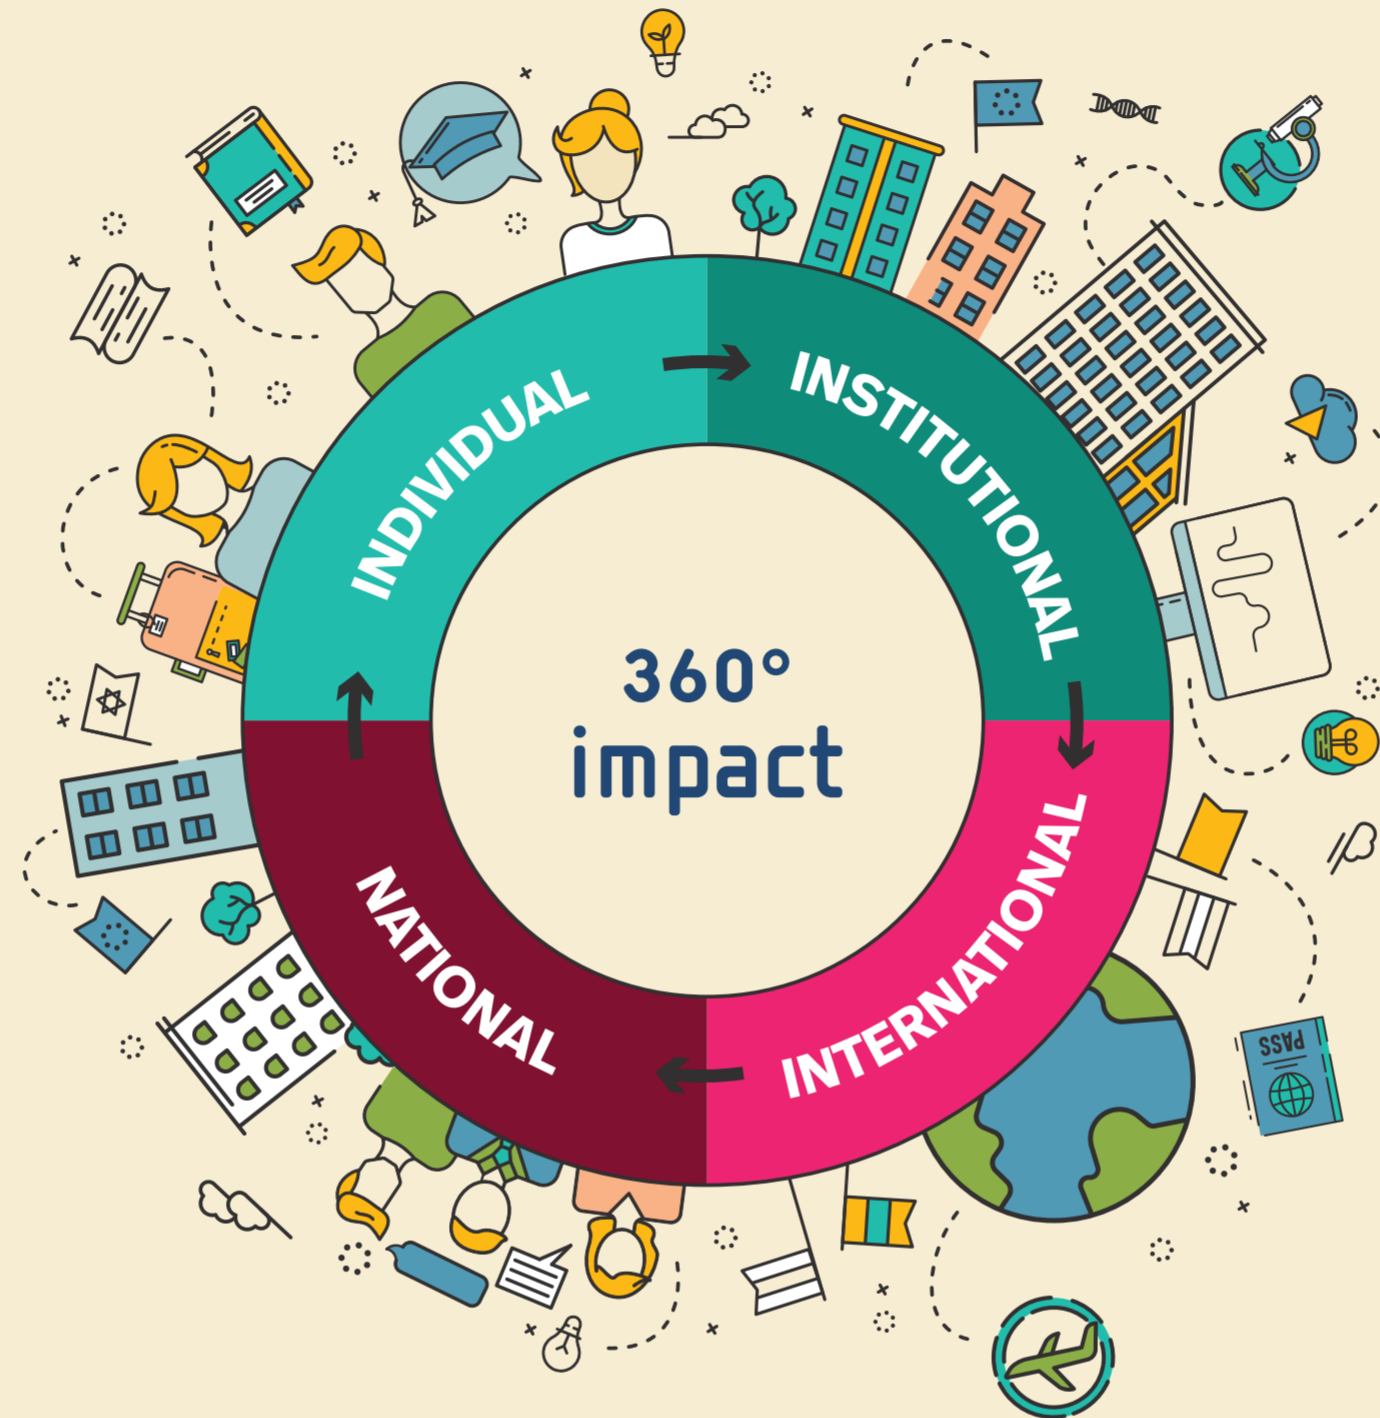 360°
impact
INDIVIDUAL
INSTITUTIONAL
INTERNATIONAL
NATIONAL
PASS